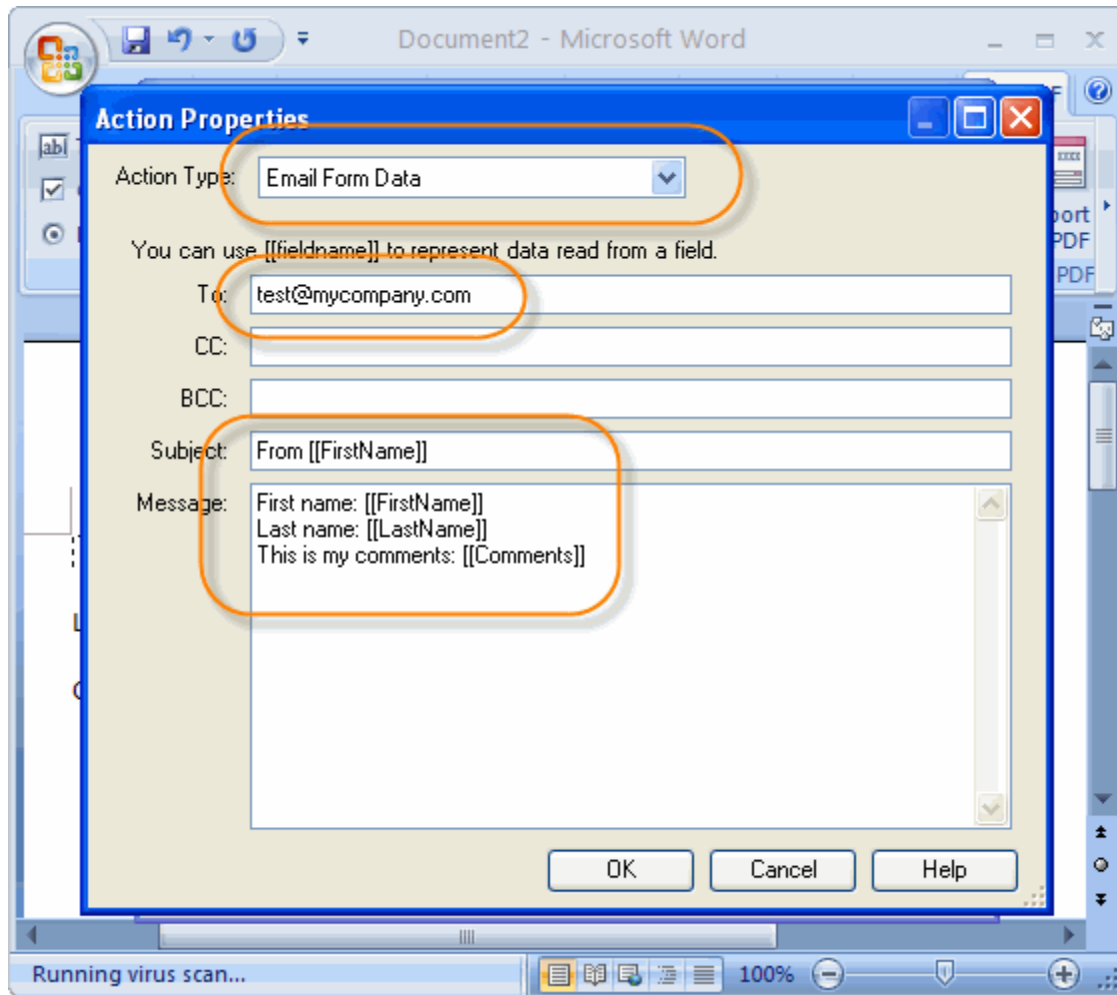 Document2 - Microsoft Word
Action Properties
abl
Action Type: Email Form Data
You can use [[fieldname]] to represent data read from a field.
To: test@mycompany.com
CC:
BCC:
Subject: From [[FirstName]]
Message: First name: [[FirstName]]
Last name: [[LastName]]
This is my comments: [[Comments]]
OK Cancel Help
port
PDF
PDF
Running virus scan... 100%